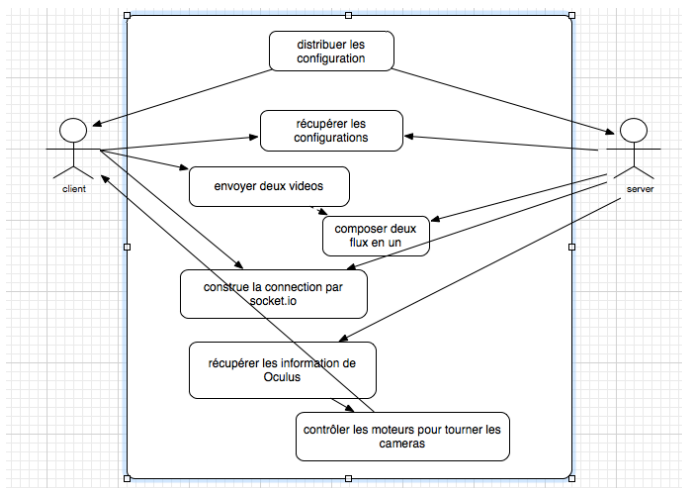 distribuer les
configuration
récupérer les
configurations
client
server
envoyer deux videos
composer deux
flux en un
construe la connection par
socket.io
récupérer les information de
Oculus
contrôler les moteurs pour tourner les
cameras